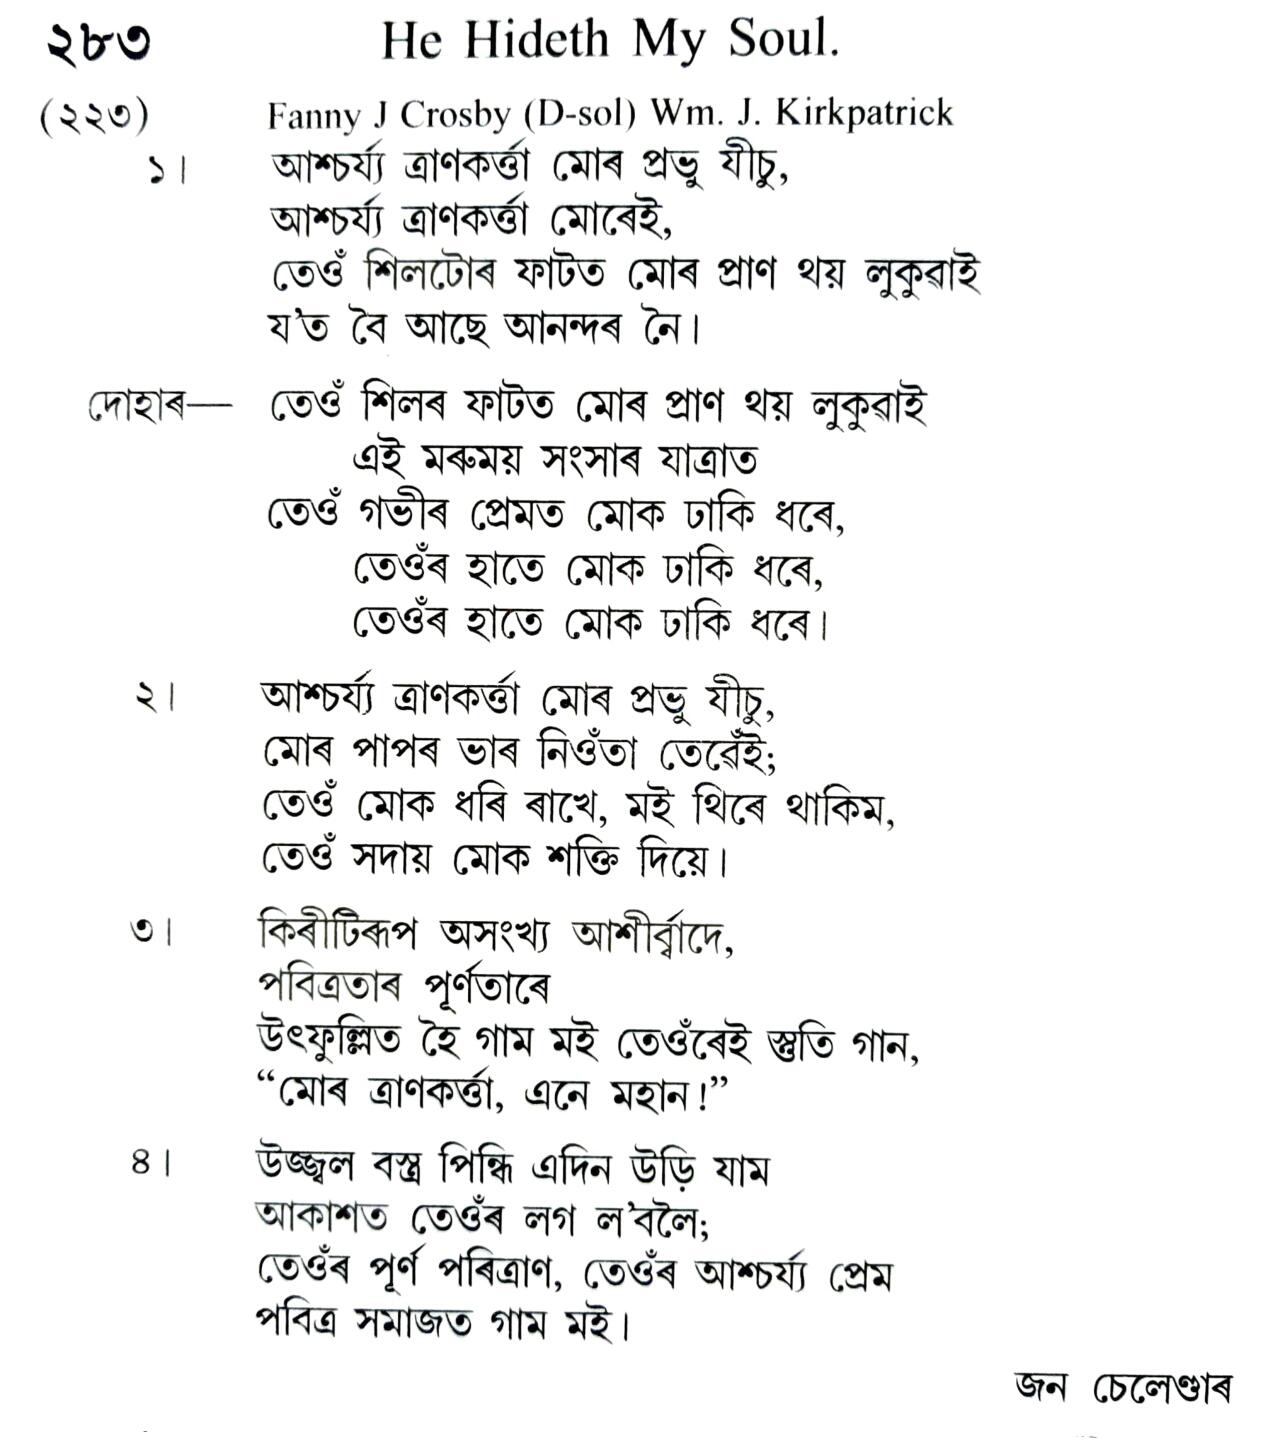 ২৮৩ He Hideth My Soul.
(২২৩) Fanny J Crosby (D-sol) Wm. J. Kirkpatrick
১। আশ্চৰ্য্য ত্ৰাণকৰ্ত্তা মোৰ প্ৰভু যীচু,
আশ্চৰ্য্য ত্ৰাণকৰ্ত্তা মোৰেই,
তেওঁ শিলটোৰ ফাটত মোৰ প্ৰাণ থয় লুকুৱাই
য'ত বৈ আছে আনন্দৰ নৈ।
দোহাৰ— তেওঁ শিলৰ ফাটত মোৰ প্ৰাণ থয় লুকুৱাই
এই মৰুময় সংসাৰ যাত্ৰাত
তেওঁ গভীৰ প্ৰেমত মোক ঢাকি ধৰে,
তেওঁৰ হাতে মোক ঢাকি ধৰে,
তেওঁৰ হাতে মোক ঢাকি ধৰে।
২। আশ্চৰ্য্য ত্ৰাণকৰ্ত্তা মোৰ প্ৰভু যীচু,
মোৰ পাপৰ ভাৰ নিওঁতা তেৱেঁই;
তেওঁ মোক ধৰি ৰাখে, মই থিৰে থাকিম,
তেওঁ সদায় মোক শক্তি দিয়ে।
৩। কিৰীটিৰূপ অসংখ্য আশীৰ্ব্বাদে,
পবিত্ৰতাৰ পূৰ্ণতাৰে
উৎফুল্লিত হৈ গাম মই তেওঁৰেই স্তুতি গান,
“মোৰ ত্ৰাণকৰ্ত্তা, এনে মহান!”
৪। উজ্জ্বল বস্ত্ৰ পিন্ধি এদিন উড়ি যাম
আকাশত তেওঁৰ লগ ল'বলৈ;
তেওঁৰ পূৰ্ণ পৰিত্ৰাণ, তেওঁৰ আশ্চৰ্য্য প্ৰেম
পবিত্ৰ সমাজত গাম মই।
জন চেলেণ্ডাৰ